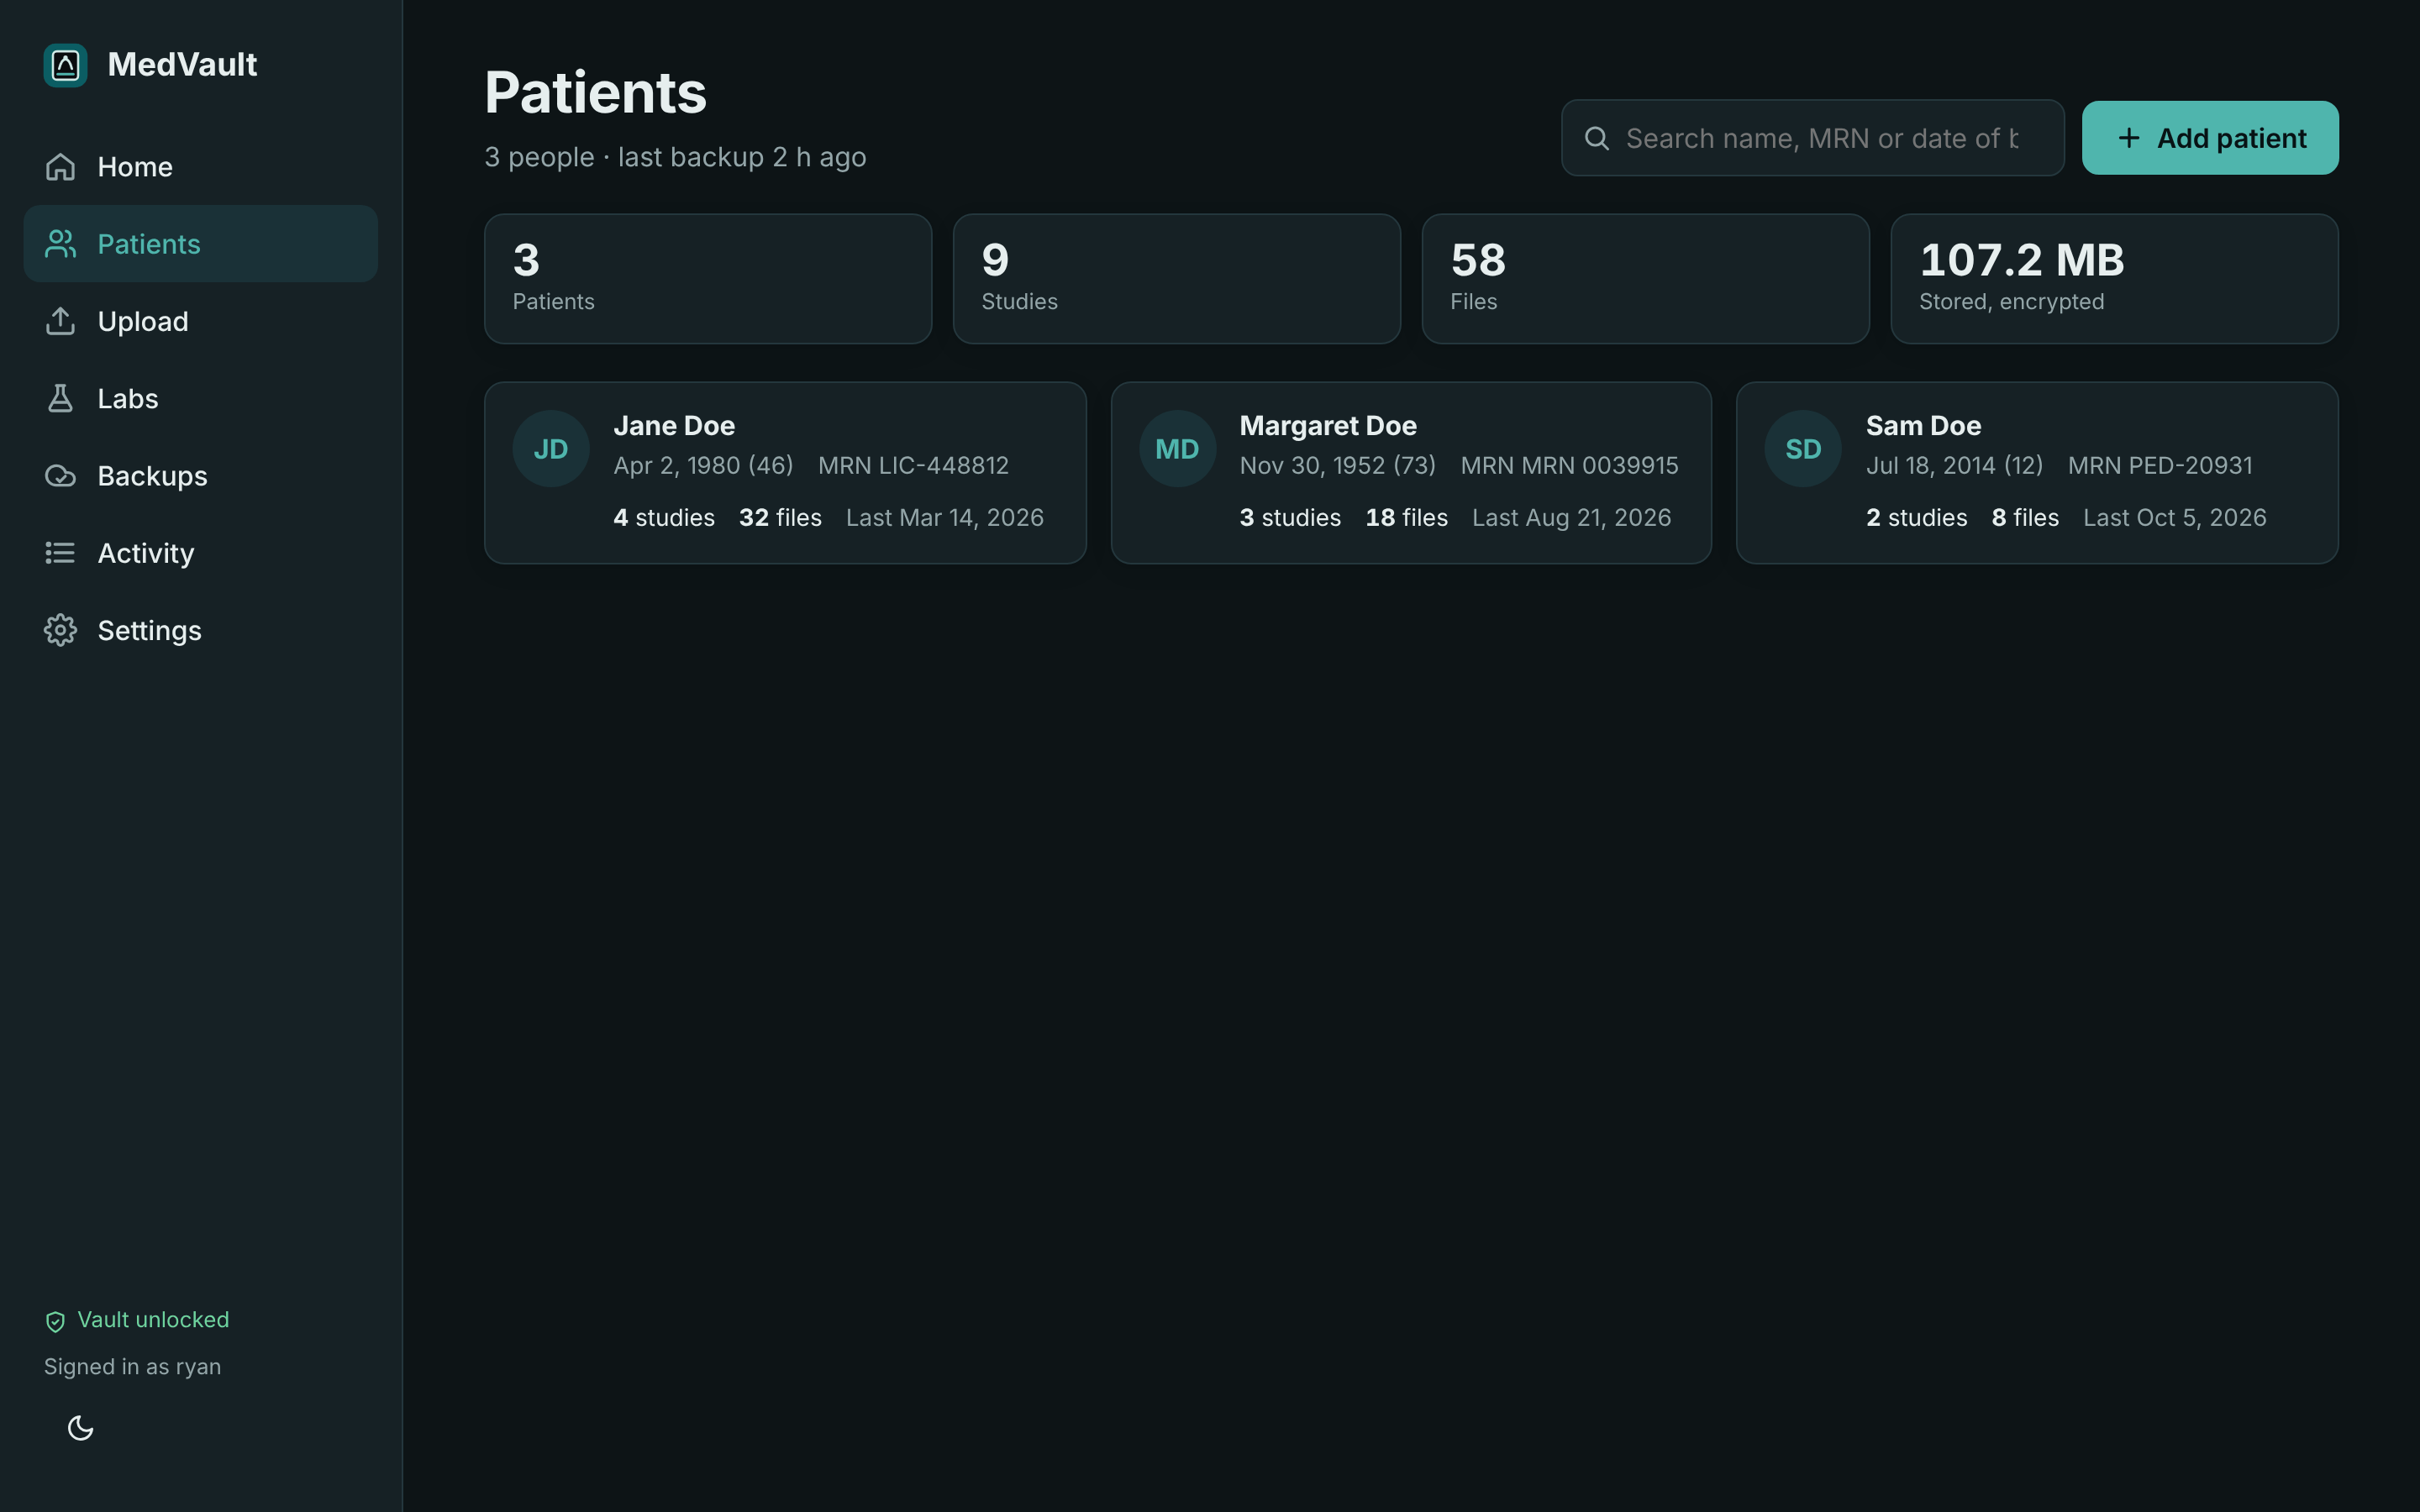 MedVault
Home
Patients
Upload
Labs
Backups
Activity
Settings
Vault unlocked
Signed in as ryan
Patients
3 people · last backup 2 h ago
Search name, MRN or date of b
Add patient
3
Patients
9
Studies
58
Files
107.2 MB
Stored, encrypted
JD
Jane Doe
Apr 2, 1980 (46) MRN LIC-448812
4 studies 32 files Last Mar 14, 2026
MD
Margaret Doe
Nov 30, 1952 (73) MRN MRN 0039915
3 studies 18 files Last Aug 21, 2026
SD
Sam Doe
Jul 18, 2014 (12) MRN PED-20931
2 studies 8 files Last Oct 5, 2026